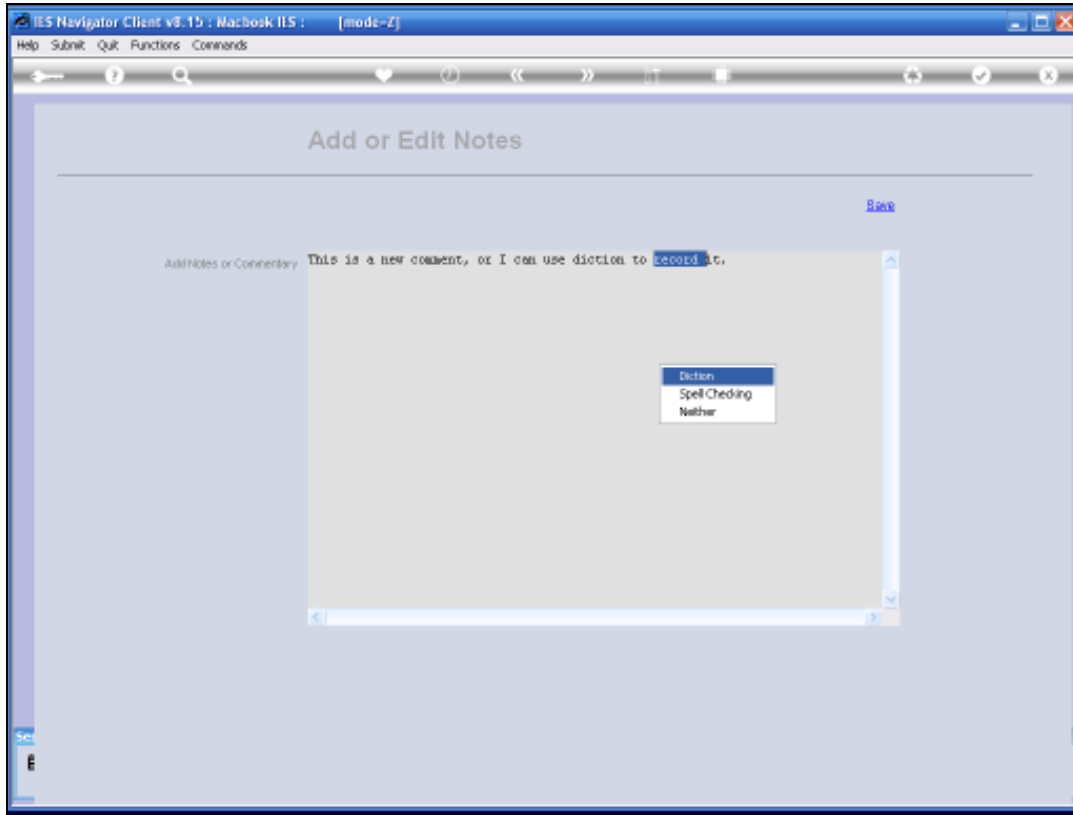 IES Navigator Client v8.15 : Macbook IES : [mode-Z]
Help Submit Quit Functions Commands
Add or Edit Notes
Save
Add Notes or Commentary
This is a new comment, or I can use diction to record it.
Diction
Spell Checking
Neither